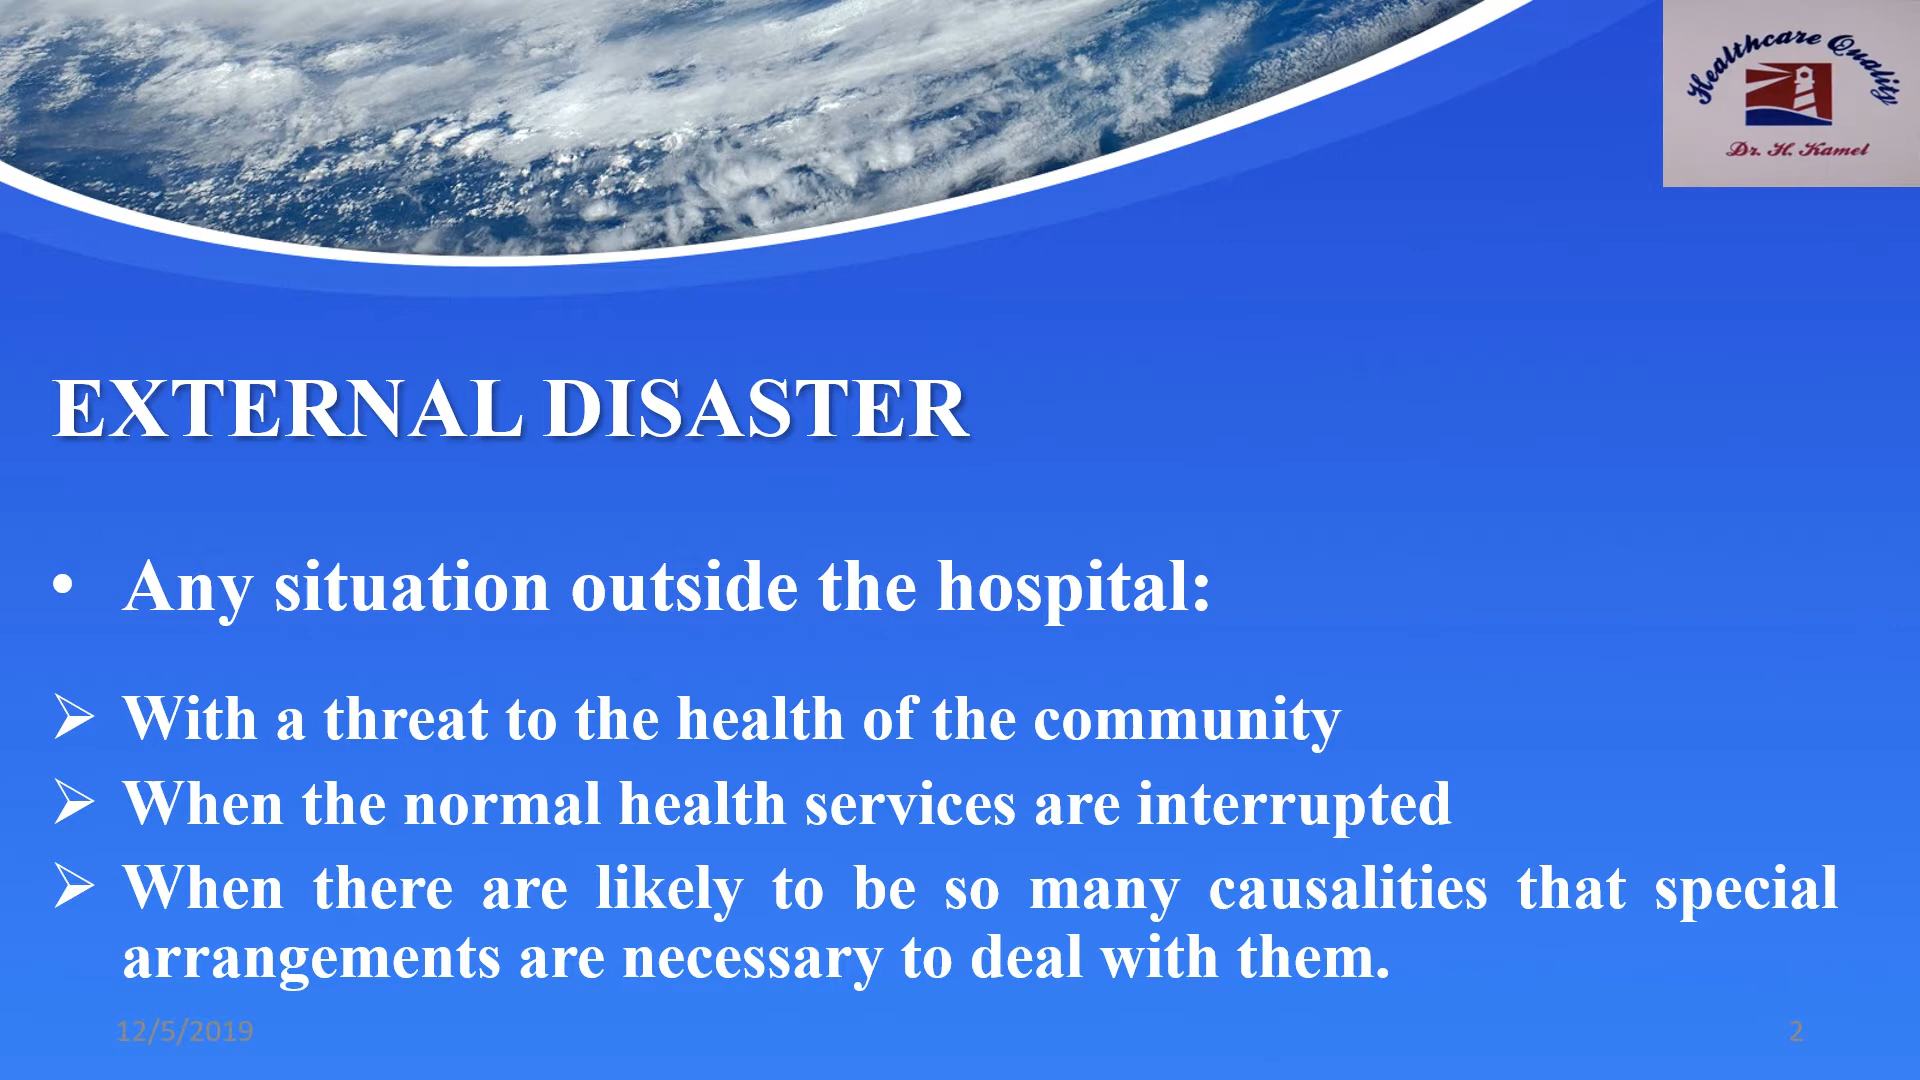 Healthcare Quality
Dr. H. Kamel
EXTERNAL DISASTER
• Any situation outside the hospital:
➢ With a threat to the health of the community
➢ When the normal health services are interrupted
➢ When there are likely to be so many causalities that special
arrangements are necessary to deal with them.
12/5/2019
2